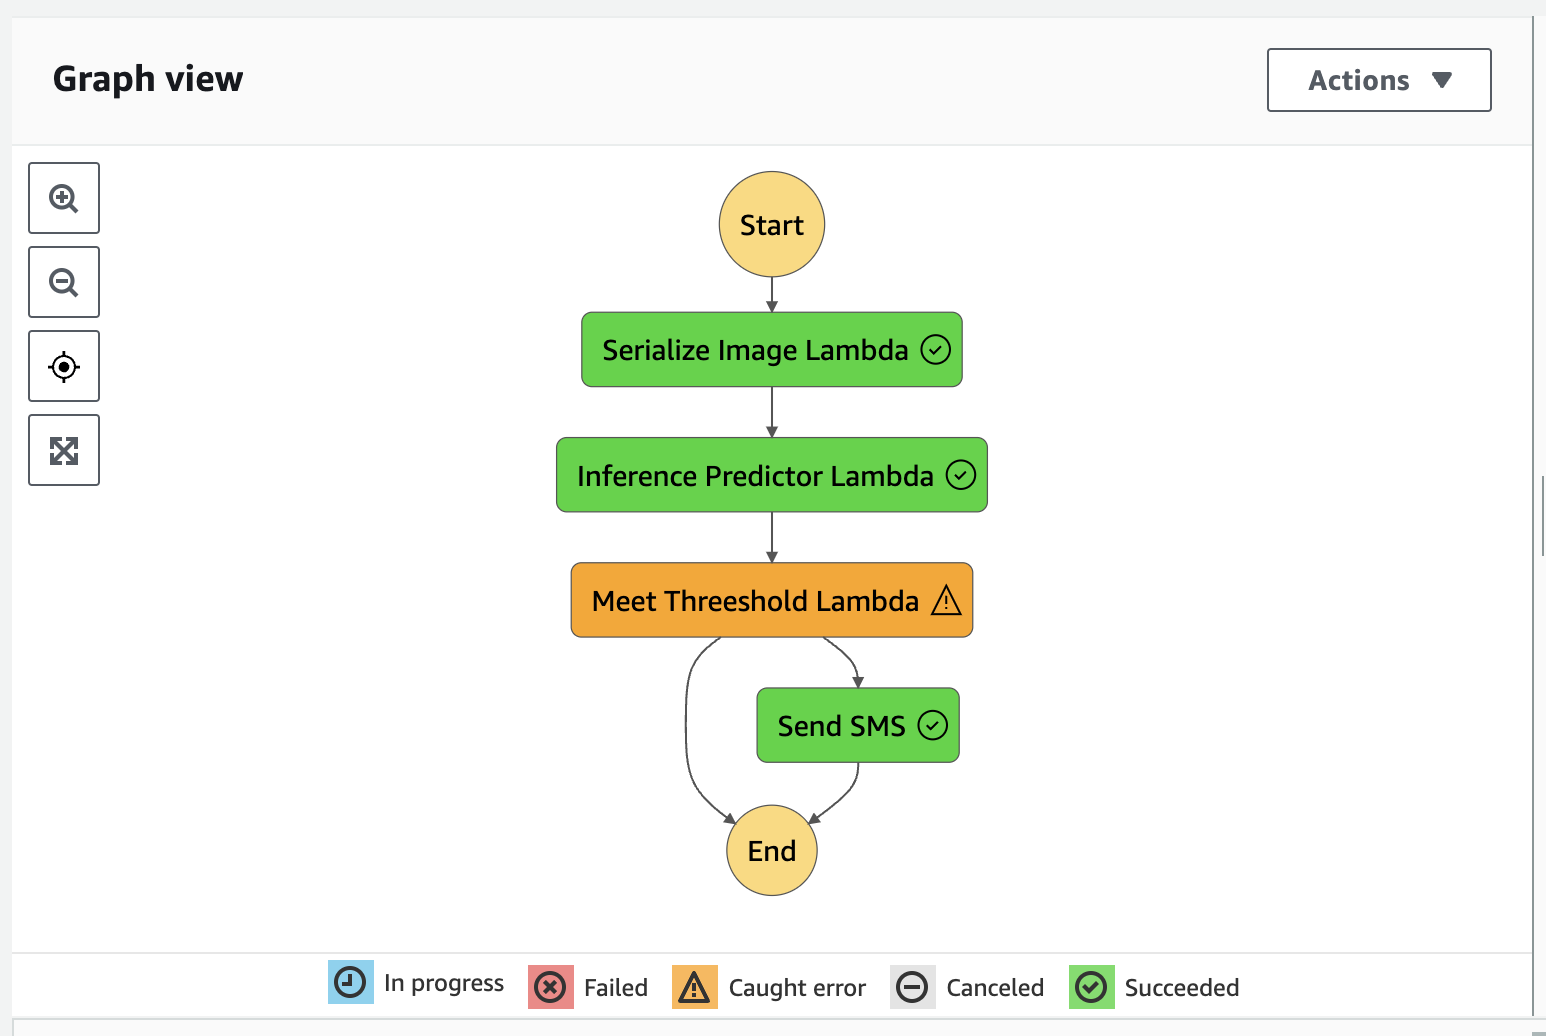 Graph view
Actions
Start
Serialize Image Lambda
Inference Predictor Lambda
Meet Threeshold Lambda
Send SMS
End
In progress
Failed
Caught error
Canceled
Succeeded